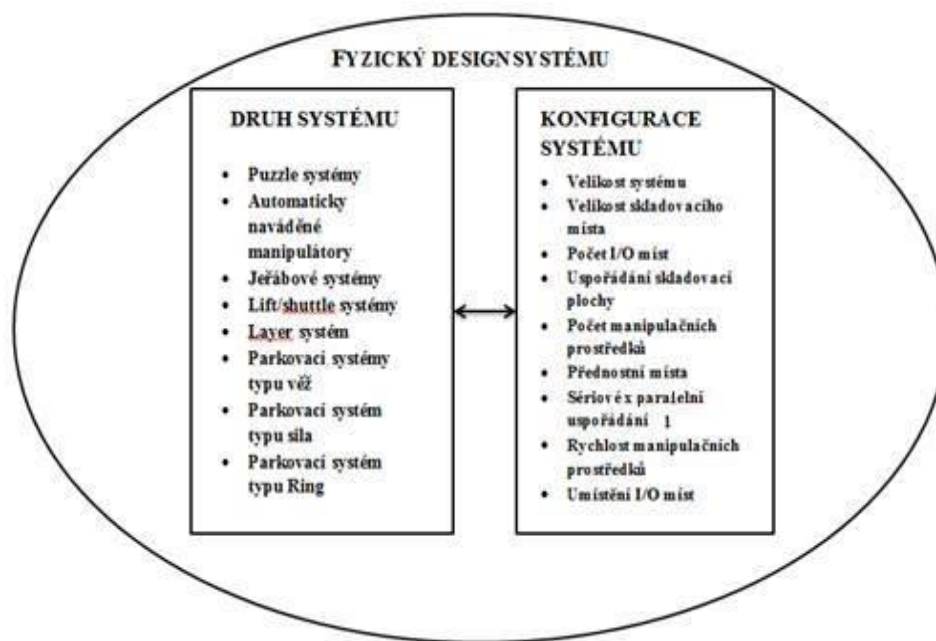 FYZICKÝ DESIGN SYSTÉMU
DRUH SYSTÉMU
• Puzzle systémy
• Automaticky
naváděné
manipulátory
• Jeřábové systémy
• Lift/shuttle systémy
• Layer systém
• Parkovací systémy
typu věž
• Parkovací systém
typu sila
• Parkovací systém
typu Ring
KONFIGURACE
SYSTÉMU
• Velikost systému
• Velikost skladovacího
místa
• Počet I/O míst
• Uspořádání skladovací
plochy
• Počet manipulačních
prostředků
• Přednostní místa
• Sériové x paralelní
uspořádání 1
• Rychlost manipulačních
prostředků
• Umístění I/O míst